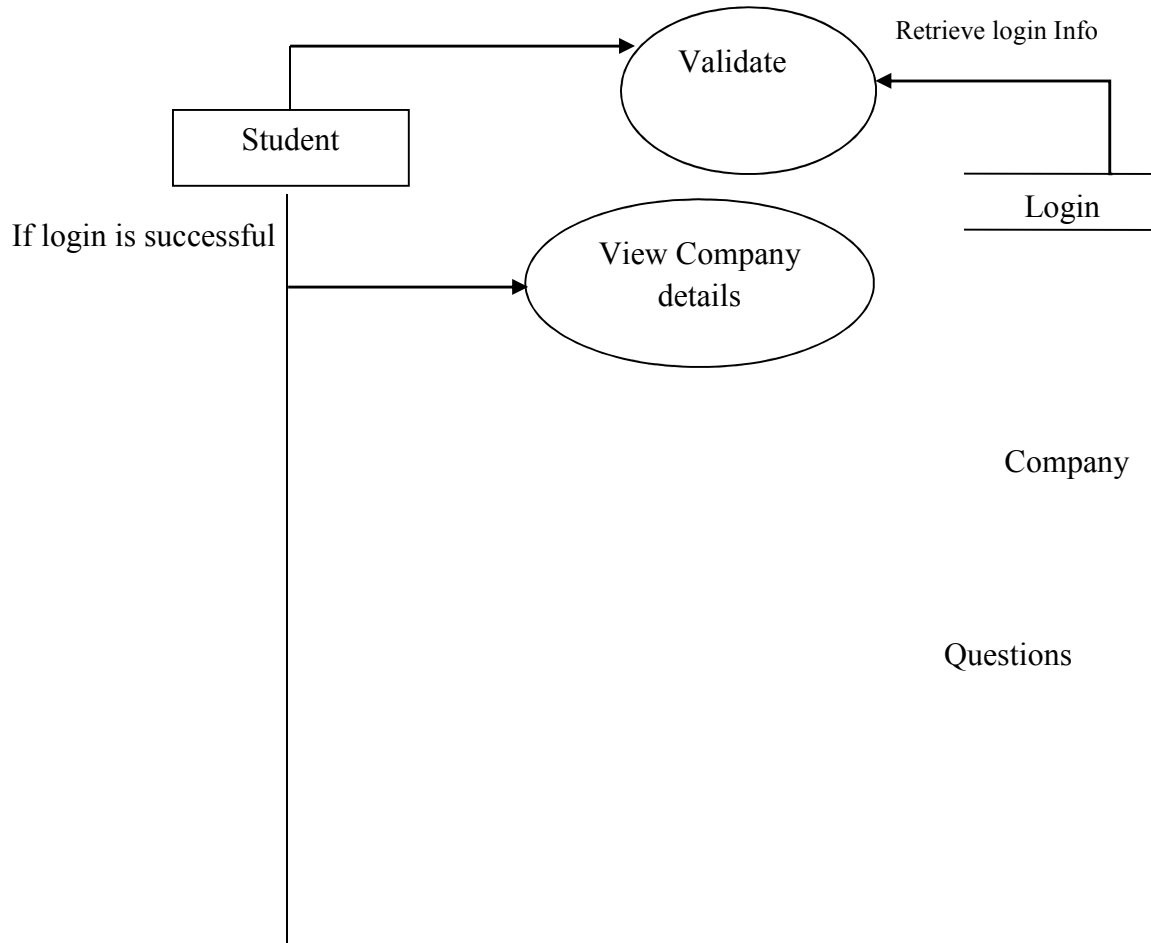 Retrieve login Info
Validate
Student
Login
If login is successful
View Company
details
Company
Questions